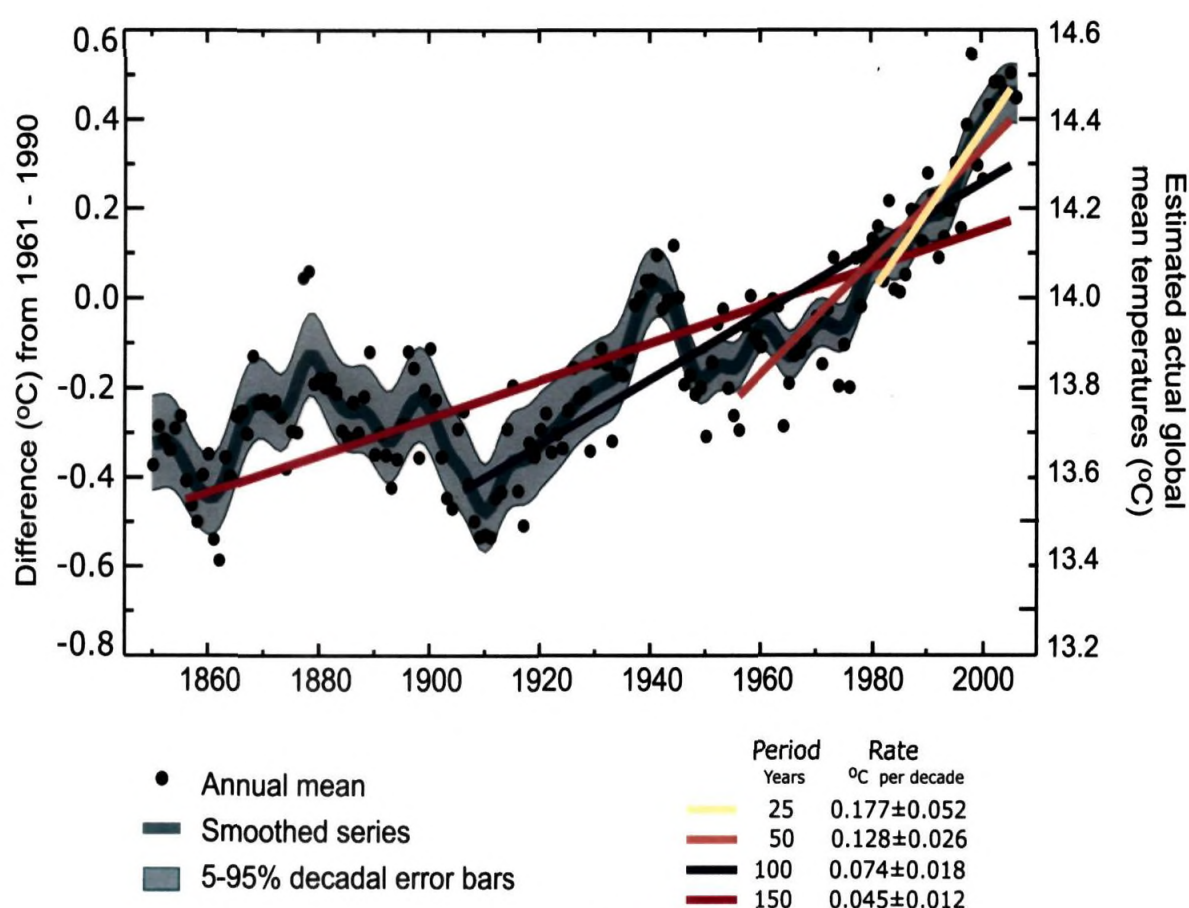 Difference (ºC) from 1961 - 1990
0.6
0.4
0.2
0.0
-0.2
-0.4
-0.6
-0.8
14.6
14.4
14.2
14.0
13.8
13.6
13.4
13.2
Estimated actual global
mean temperatures (ºC)
1860 1880 1900 1920 1940 1960 1980 2000
Annual mean
Smoothed series
5-95% decadal error bars
Period Rate
Years ºC per decade
25 0.177±0.052
50 0.128±0.026
100 0.074±0.018
150 0.045±0.012